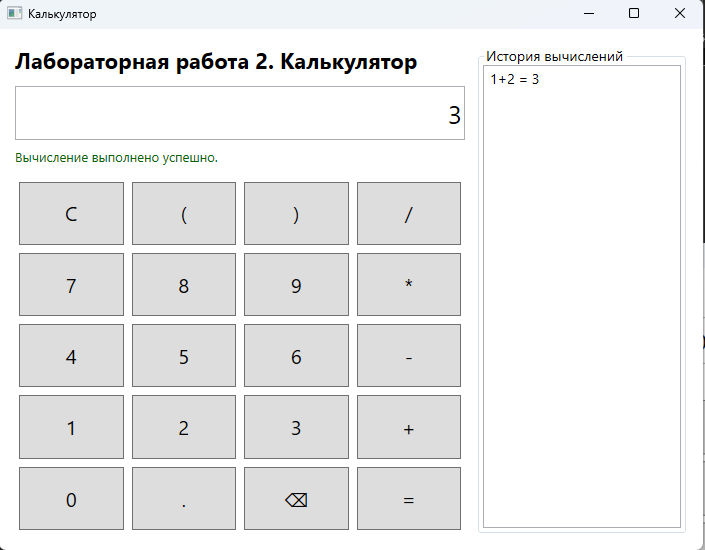 Калькулятор
Лабораторная работа 2. Калькулятор
3
Вычисление выполнено успешно.
C ( ) /
7 8 9 *
4 5 6 -
1 2 3 +
0 . ⌫ =
История вычислений
1+2 = 3